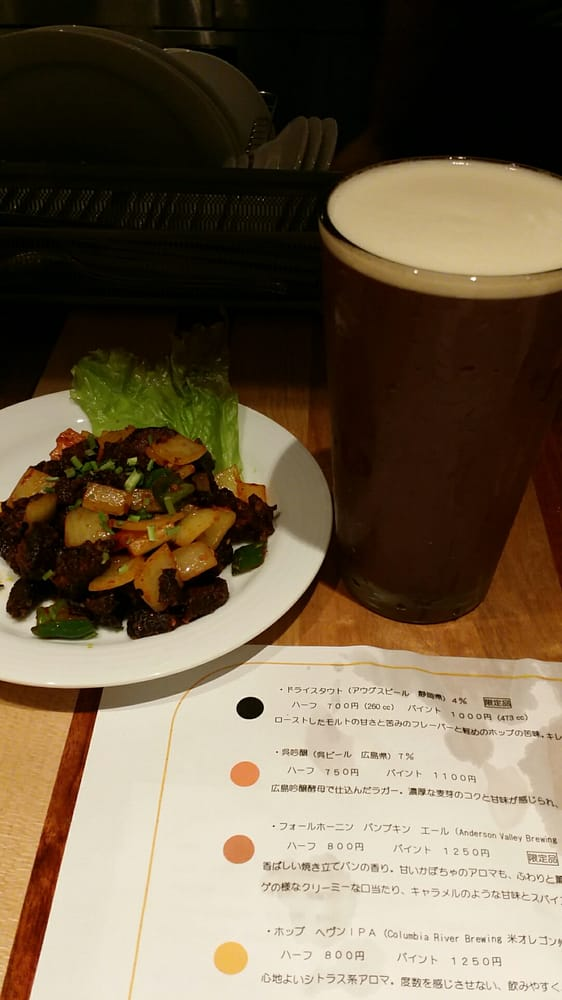 ・ドライスタウト (アウグスビール 静岡県) 4% 限定品
ハーフ 700円 (260cc) パイント 1000円 (473cc)
ローストしたモルトの甘さと苦みのフレーバーと軽めのホップの苦味。キレ
・呉吟醸 (呉ビール 広島県) 7%
ハーフ 750円 パイント 1100円
広島吟醸酵母で仕込んだラガー。濃厚な麦芽のコクと甘味が感じられ、
・フォールホーニン パンプキン エール (Anderson Valley Brewing
ハーフ 800円 パイント 1250円 限定品
香ばしい焼き立てパンの香り。甘いかぼちゃのアロマも、ふわりと
ゲの様なクリーミーな口当たり、キャラメルのような甘味とスパイ
・ホップ ヘヴンIPA (Columbia River Brewing 米オレゴン
ハーフ 800円 パイント 1250円
心地よいシトラス系アロマ。度数を感じさせない、飲みやすく